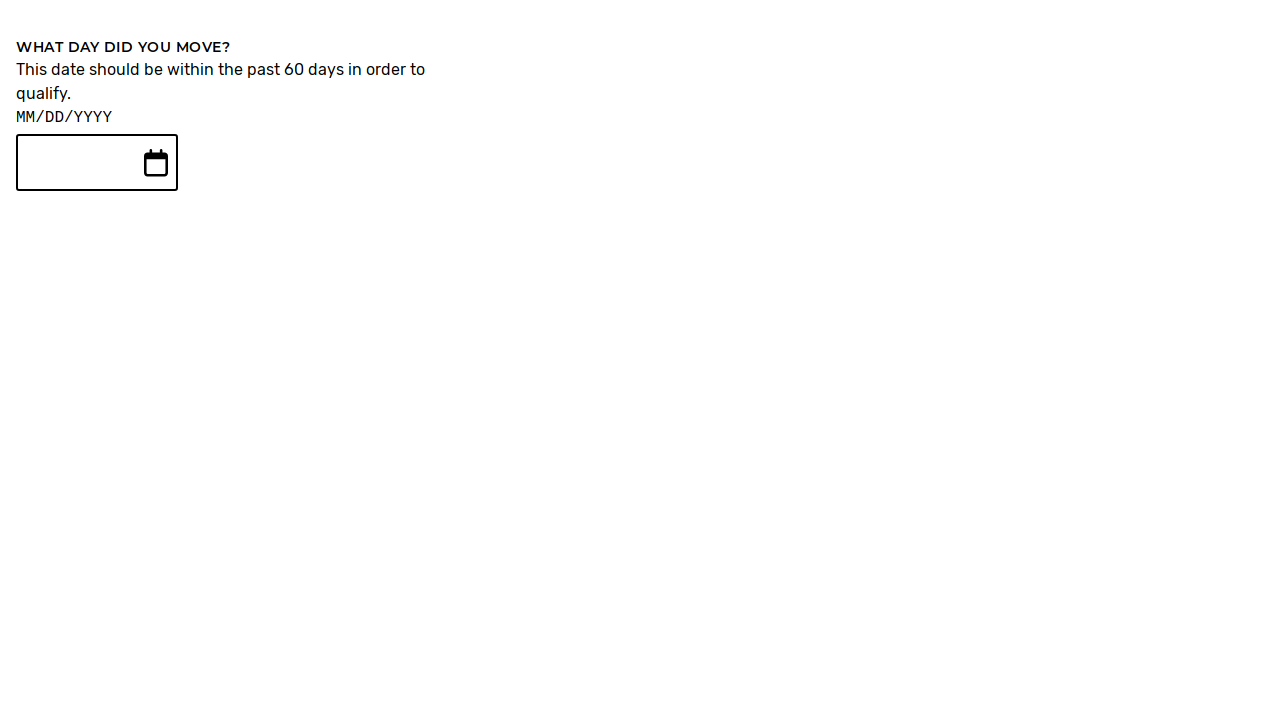 WHAT DAY DID YOU MOVE?
This date should be within the past 60 days in order to
qualify.
MM/DD/YYYY